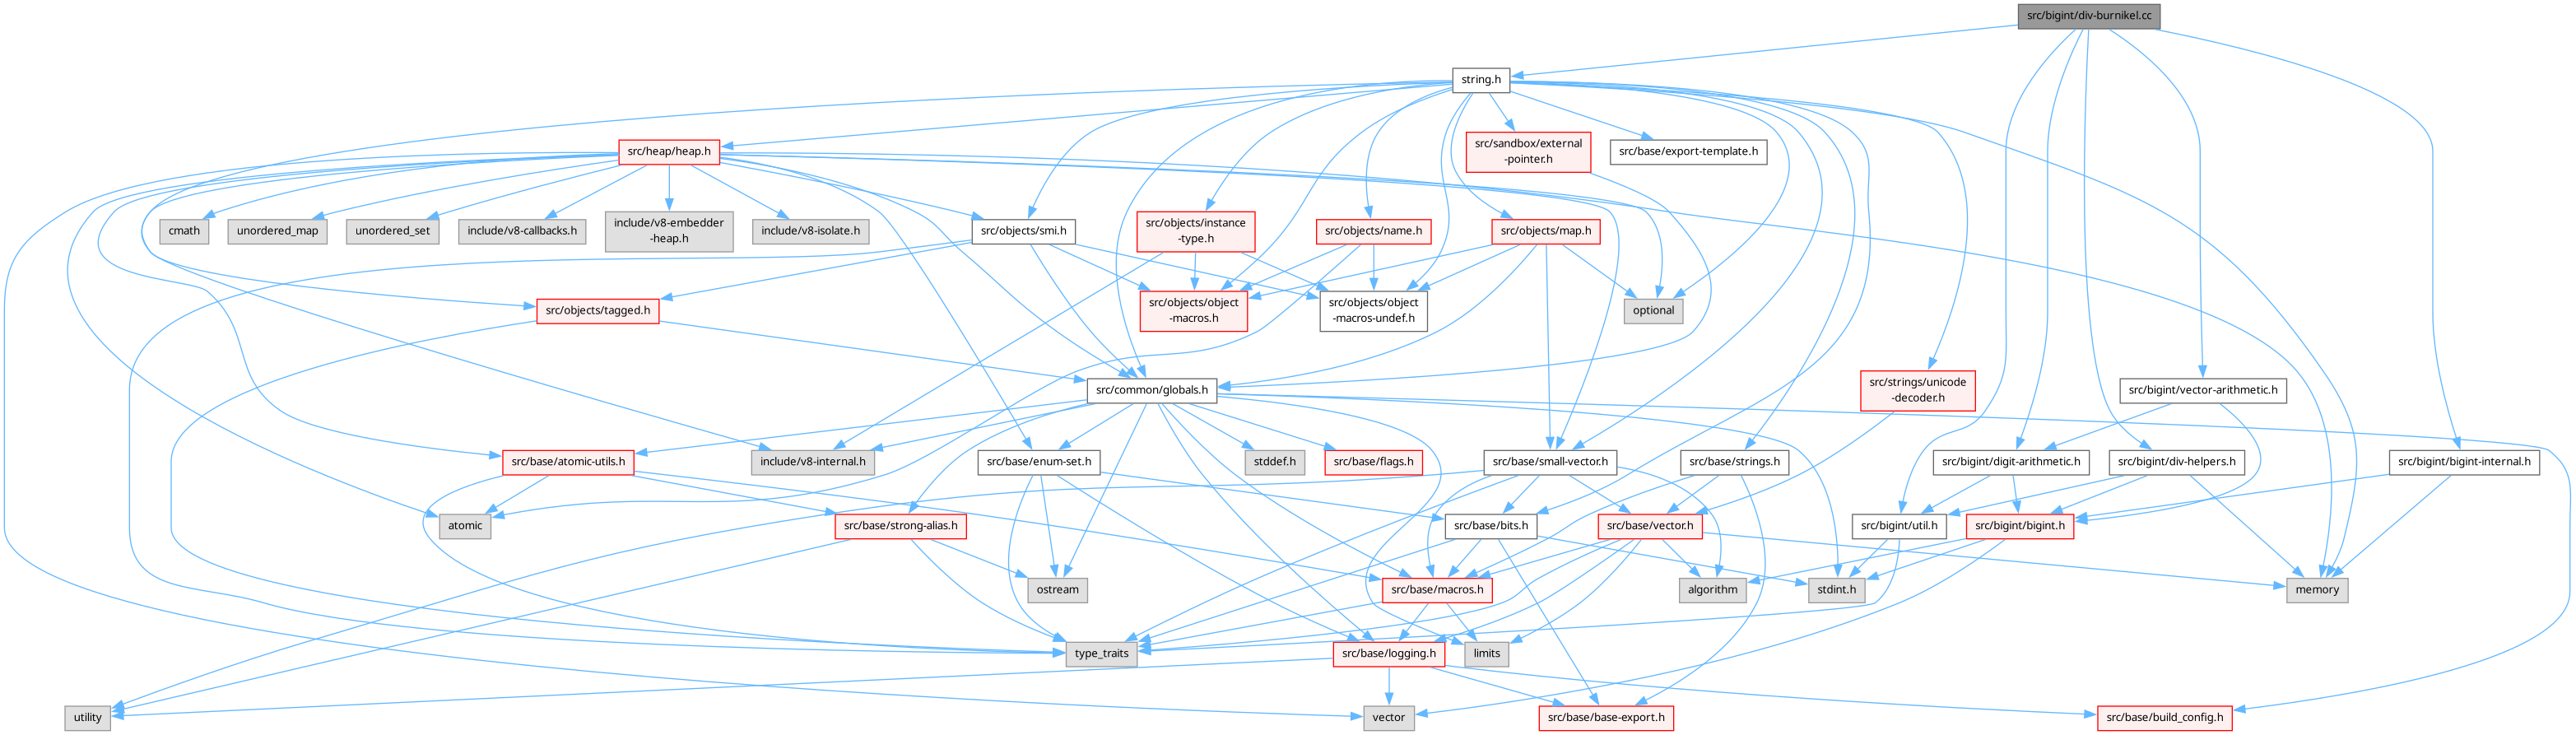 src/bigint/div-burnikel.cc
string.h
src/heap/heap.h
src/sandbox/external
-pointer.h
src/base/export-template.h
cmath
unordered_map
unordered_set
include/v8-callbacks.h
include/v8-embedder
-heap.h
include/v8-isolate.h
src/objects/smi.h
src/objects/instance
-type.h
src/objects/name.h
src/objects/map.h
src/objects/tagged.h
src/objects/object
-macros.h
src/objects/object
-macros-undef.h
optional
src/common/globals.h
src/strings/unicode
-decoder.h
src/bigint/vector-arithmetic.h
src/base/atomic-utils.h
include/v8-internal.h
src/base/enum-set.h
stddef.h
src/base/flags.h
src/base/small-vector.h
src/base/strings.h
src/bigint/digit-arithmetic.h
src/bigint/div-helpers.h
src/bigint/bigint-internal.h
atomic
src/base/strong-alias.h
src/base/bits.h
src/base/vector.h
src/bigint/util.h
src/bigint/bigint.h
ostream
src/base/macros.h
algorithm
stdint.h
memory
type_traits
src/base/logging.h
limits
utility
vector
src/base/base-export.h
src/base/build_config.h